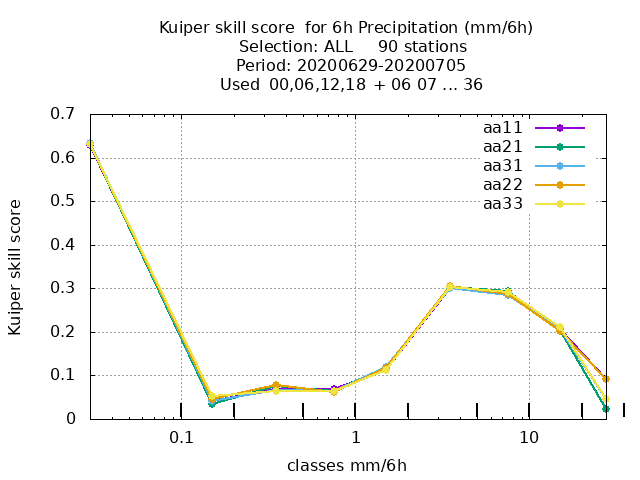 Kuiper skill score  for 6h Precipitation (mm/6h)
Selection: ALL     90 stations
Period: 20200629-20200705
Used  00,06,12,18  + 06 07 ... 36
0.7
0.6
0.5
0.4
0.3
0.2
0.1
0
Kuiper skill score
aa11
aa21
aa31
aa22
aa33
0.1
1
10
classes mm/6h